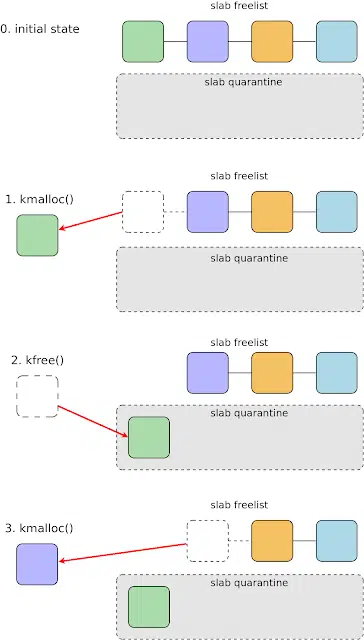 slab freelist
0. initial state
slab quarantine
slab freelist
1. kmalloc()
slab quarantine
slab freelist
2. kfree()
slab quarantine
slab freelist
3. kmalloc()
slab quarantine